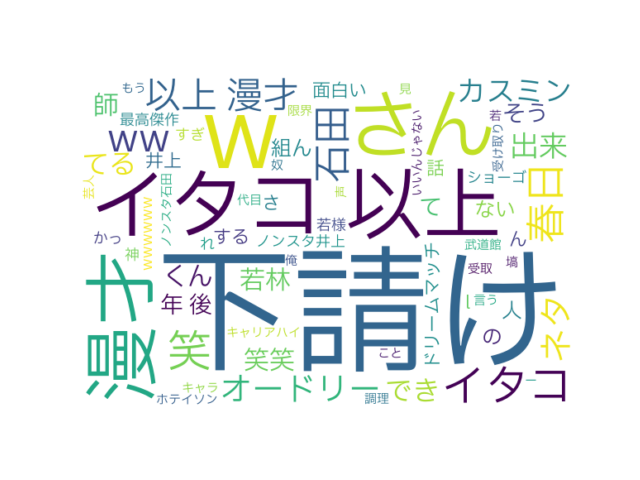 もう
見
師
以上 漫才
面白い
カスミン
最高傑作
限界
若
そう
ww
すぎ
w
石田
さん
いいんじゃない
受け取り
出来
てる
井上
組ん
奴
話
ショーゴ
芸人
wwwwww
ノンスタ石田
イタコ 以上
代目
さ
声
て
ない
春日
かっ
する
れ
若様
ノンスタ井上
武道館
ん
神
漫才
くん
下請け
俺
若林
ドリームマッチ
受取
塙
年後
l
言う
人
ネタ
笑
キャリアハイ
の
笑笑
こと
キャラ
オードリー
でき
イタコ
ー
ホテイソン
調理